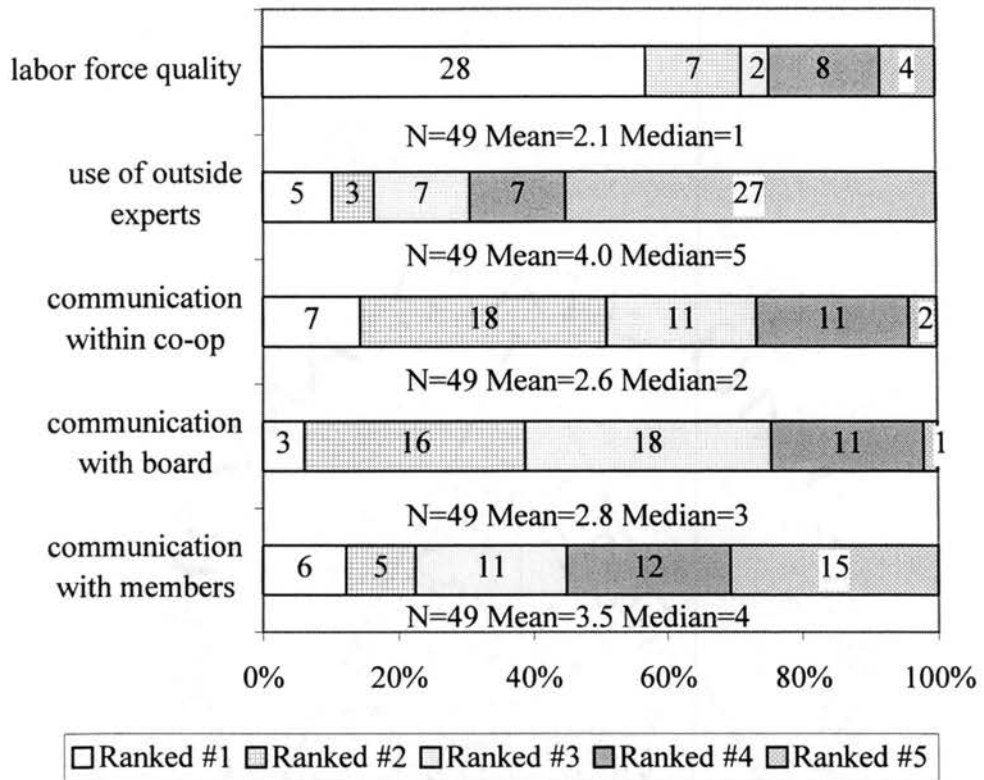 labor force quality
28 7 2 8 4
N=49 Mean=2.1 Median=1
use of outside
experts
5 3 7 7 27
N=49 Mean=4.0 Median=5
communication
within co-op
7 18 11 11 2
N=49 Mean=2.6 Median=2
communication
with board
3 16 18 11 1
N=49 Mean=2.8 Median=3
communication
with members
6 5 11 12 15
N=49 Mean=3.5 Median=4
0% 20% 40% 60% 80% 100%
Ranked #1 Ranked #2 Ranked #3 Ranked #4 Ranked #5